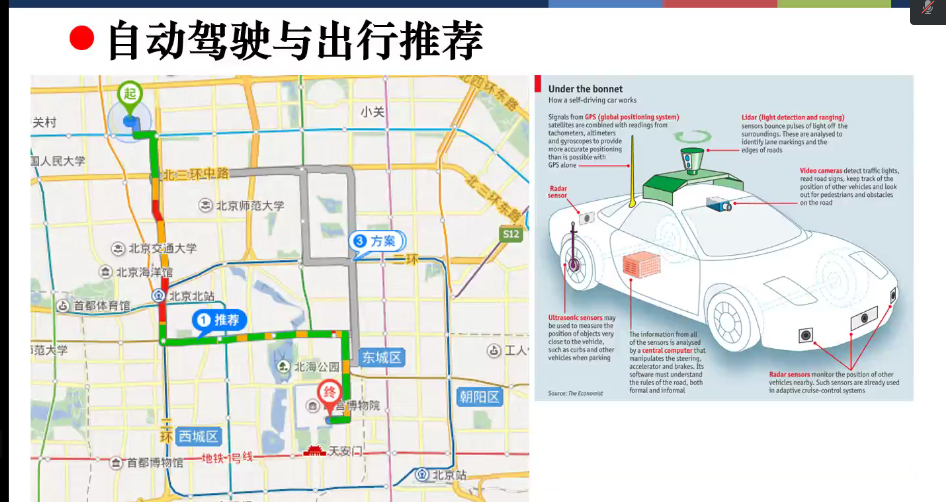 自动驾驶与出行推荐
起
关村
小关
北四环东路
国人民大学
北三环中路
北三环东路
北京师范大学
S12
北京交通大学
3 方案
二环
北京海洋馆
首都体育馆
北京北站
1 推荐
师范大学
东城区
工人
北海公园
终
朝阳区
宫博物院
二环
西城区
天安门
首都博物馆
地铁1号线
北京站
Under the bonnet
How a self-driving car works
Signals from GPS (global positioning system)
satellites are combined with readings from
tachometers, altimeters
and gyroscopes to provide
more accurate positioning
than is possible with
GPS alone
Lidar (light detection and ranging)
sensors bounce pulses of light off the
surroundings. These are analysed to
identify lane markings and the
edges of roads
Video cameras detect traffic lights,
read road signs, keep track of the
position of other vehicles and look
out for pedestrians and obstacles
on the road
Radar
sensor
Ultrasonic sensors may
be used to measure the
position of objects very
close to the vehicle,
such as curbs and other
vehicles when parking
The information from all
of the sensors is analysed
by a central computer that
manipulates the steering,
accelerator and brakes. Its
software must understand
the rules of the road, both
formal and informal
Radar sensors monitor the position of other
vehicles nearby. Such sensors are already used
in adaptive cruise-control systems
Source: The Economist